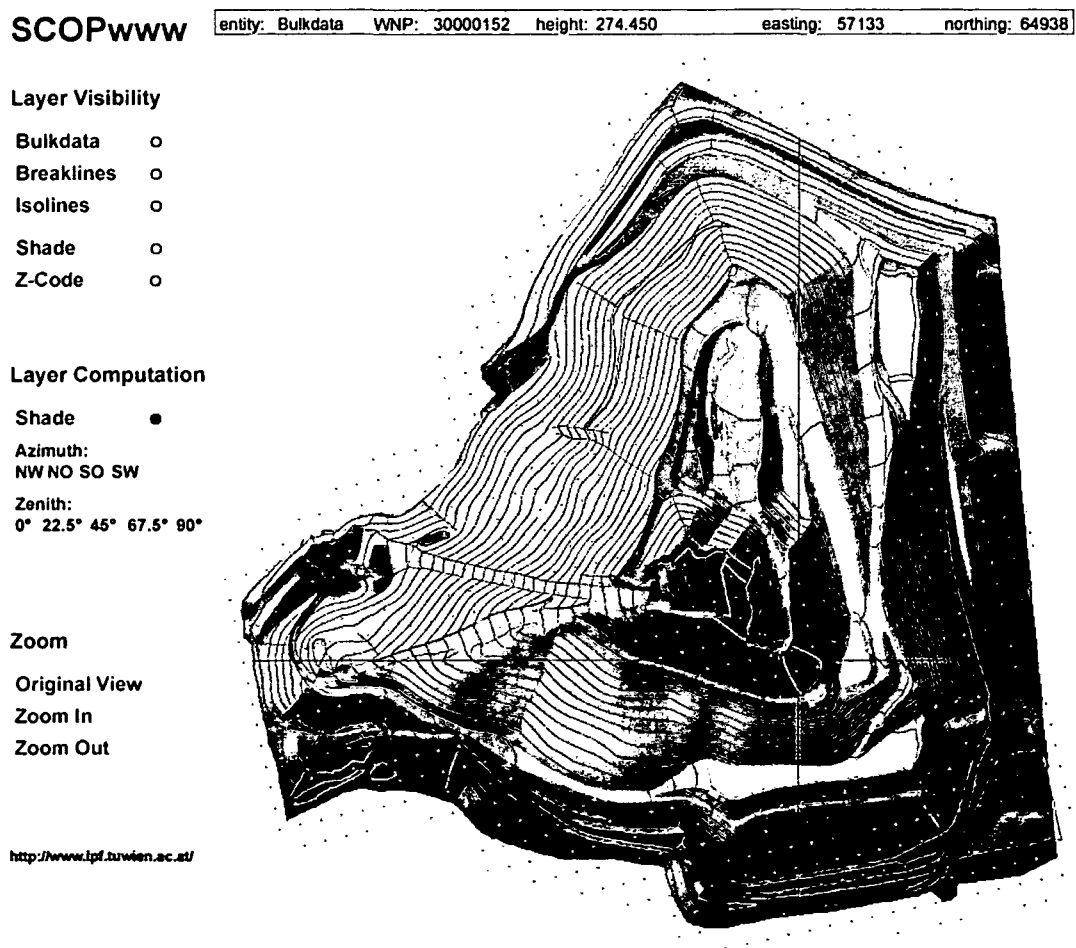 SCOPwww
entity: Bulkdata WNP: 30000152 height: 274.450 easting: 57133 northing: 64938
Layer Visibility
Bulkdata
Breaklines
Isolines
Shade
Z-Code
Layer Computation
Shade
Azimuth:
NW NO SO SW
Zenith:
0° 22.5° 45° 67.5° 90°
Zoom
Original View
Zoom In
Zoom Out
http://www.ipf.tuwien.ac.at/